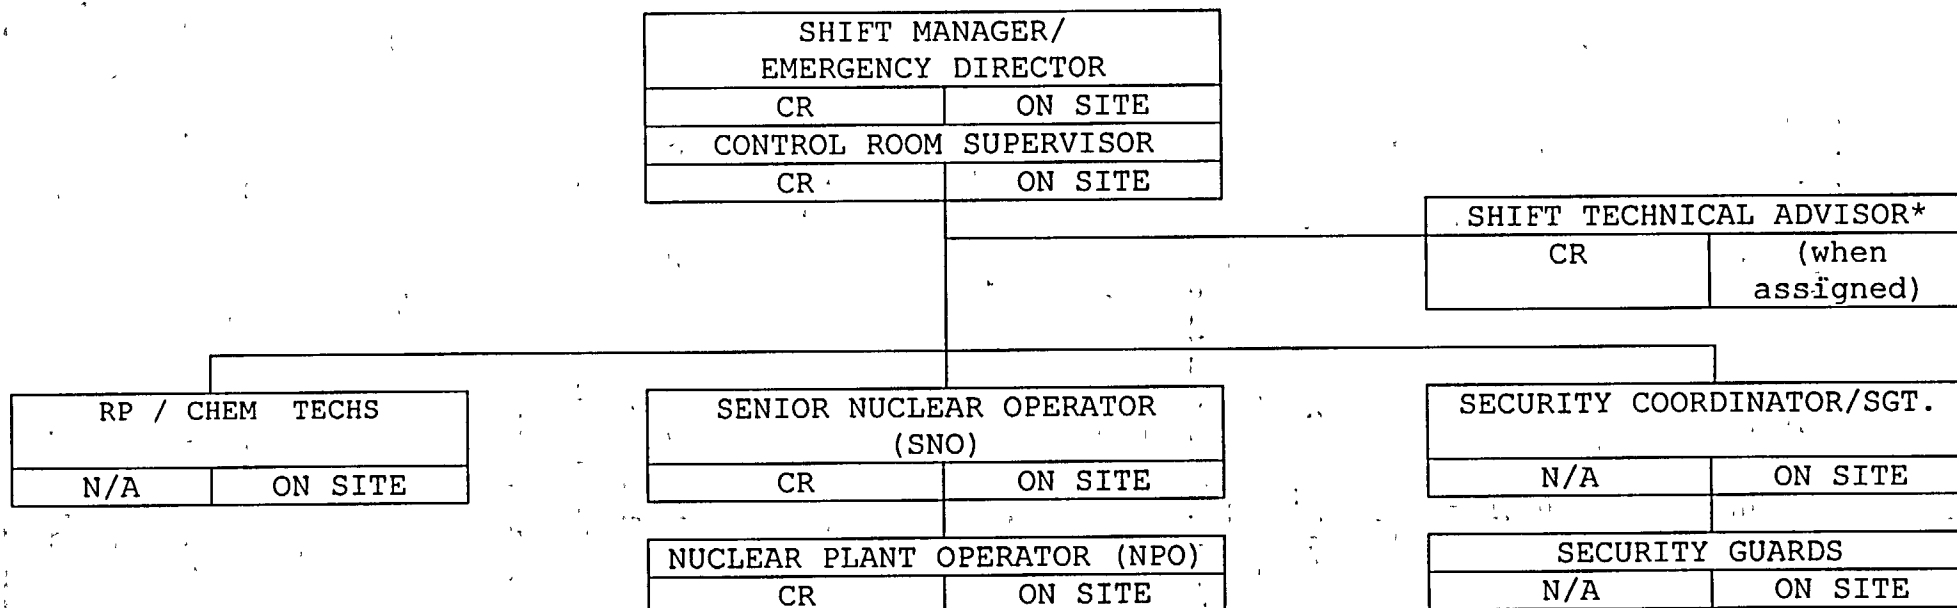 SHIFT MANAGER/
EMERGENCY DIRECTOR
CR ON SITE
CONTROL ROOM SUPERVISOR
CR ON SITE
SHIFT TECHNICAL ADVISOR*
CR (when
assigned)
RP / CHEM TECHS
N/A ON SITE
SENIOR NUCLEAR OPERATOR
(SNO)
CR ON SITE
SECURITY COORDINATOR/SGT.
N/A ON SITE
NUCLEAR PLANT OPERATOR (NPO)
CR ON SITE
SECURITY GUARDS
N/A ON SITE